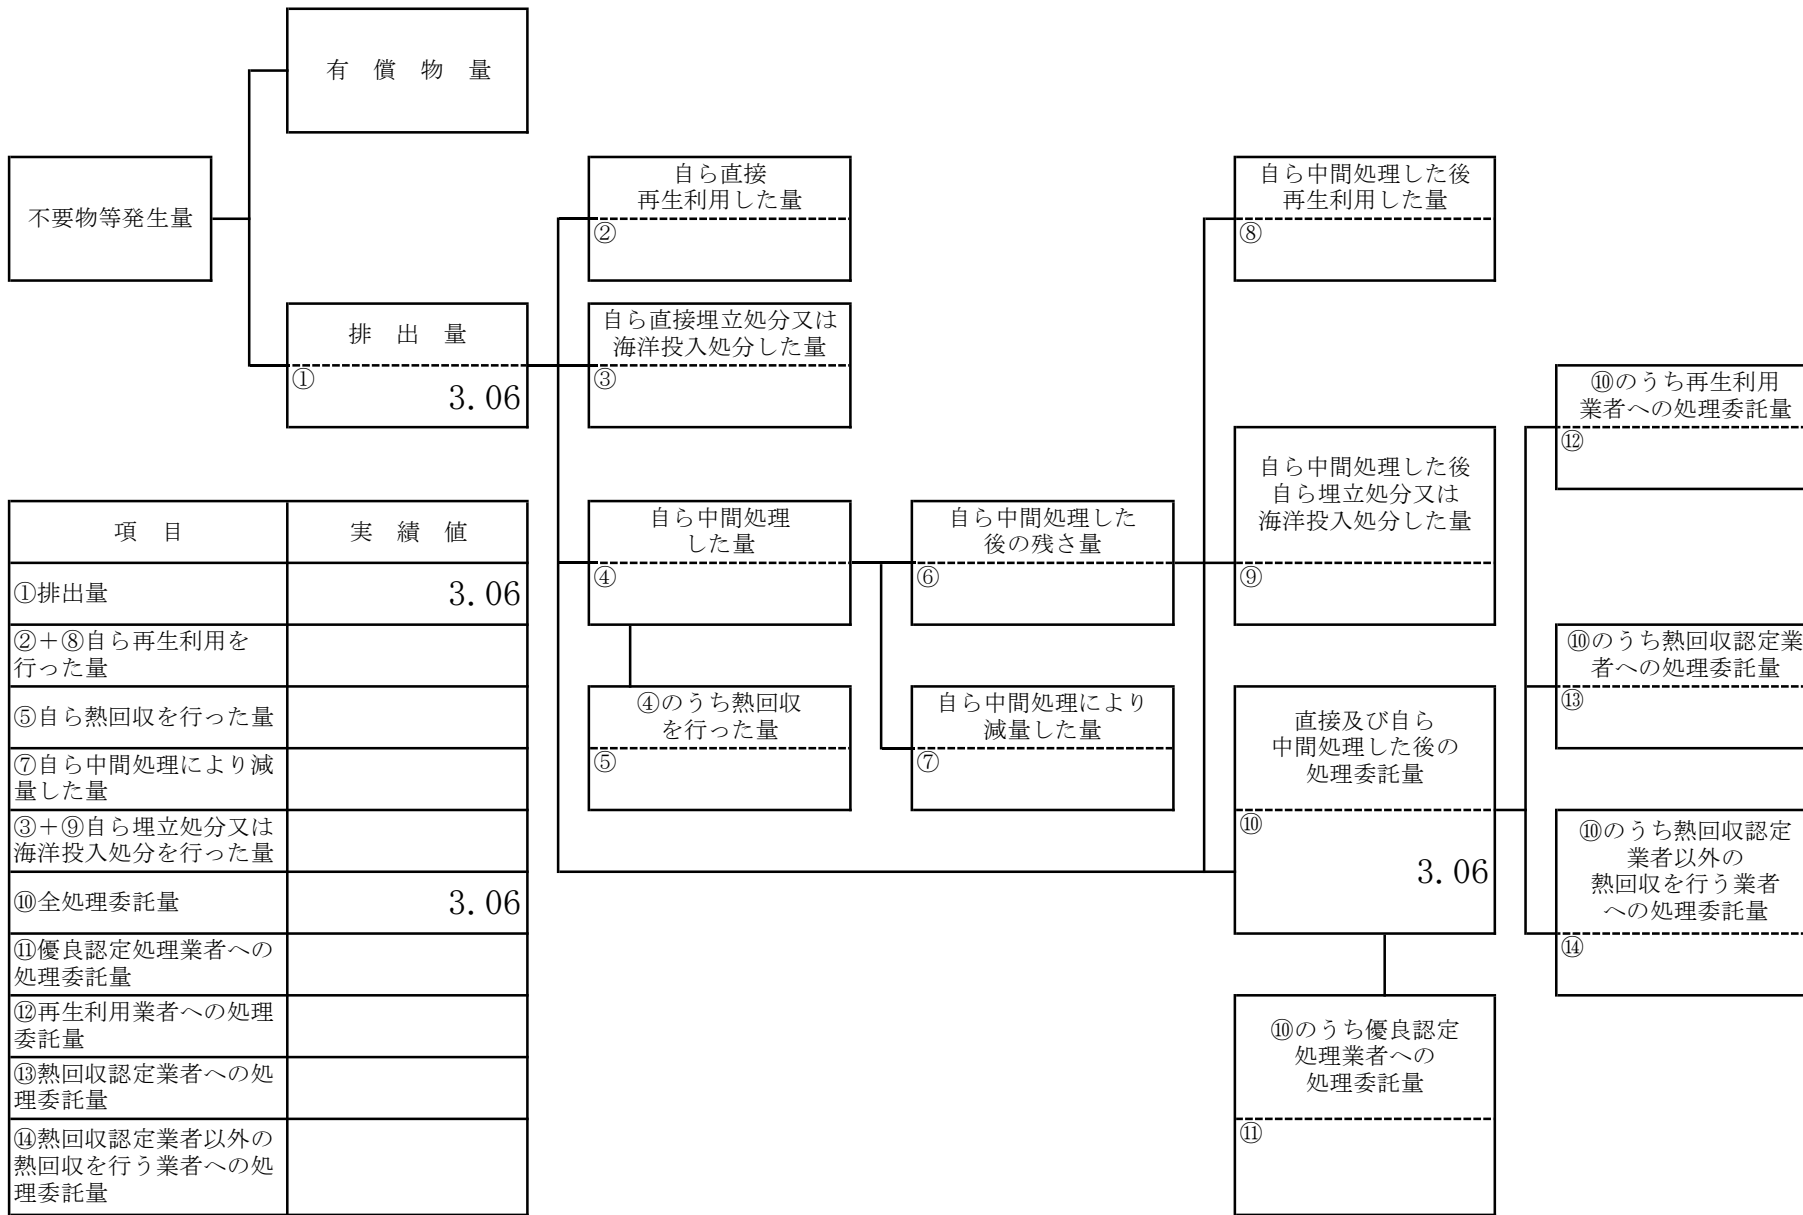 有　償　物　量
不要物等発生量
自ら直接
再生利用した量
②
自ら中間処理した後
再生利用した量
⑧
排　出　量
①
3.06
自ら直接埋立処分又は
海洋投入処分した量
③
⑩のうち再生利用
業者への処理委託量
⑫
自ら中間処理した後
自ら埋立処分又は
海洋投入処分した量
⑨
自ら中間処理
した量
④
自ら中間処理した
後の残さ量
⑥
⑩のうち熱回収認定業
者への処理委託量
⑬
④のうち熱回収
を行った量
⑤
自ら中間処理により
減量した量
⑦
直接及び自ら
中間処理した後の
処理委託量
⑩
3.06
⑩のうち熱回収認定
業者以外の
熱回収を行う業者
への処理委託量
⑭
⑩のうち優良認定
処理業者への
処理委託量
⑪
項　目	実　績　値
①排出量	3.06
②＋⑧自ら再生利用を
行った量
⑤自ら熱回収を行った量
⑦自ら中間処理により減
量した量
③＋⑨自ら埋立処分又は
海洋投入処分を行った量
⑩全処理委託量	3.06
⑪優良認定処理業者への
処理委託量
⑫再生利用業者への処理
委託量
⑬熱回収認定業者への処
理委託量
⑭熱回収認定業者以外の
熱回収を行う業者への処
理委託量